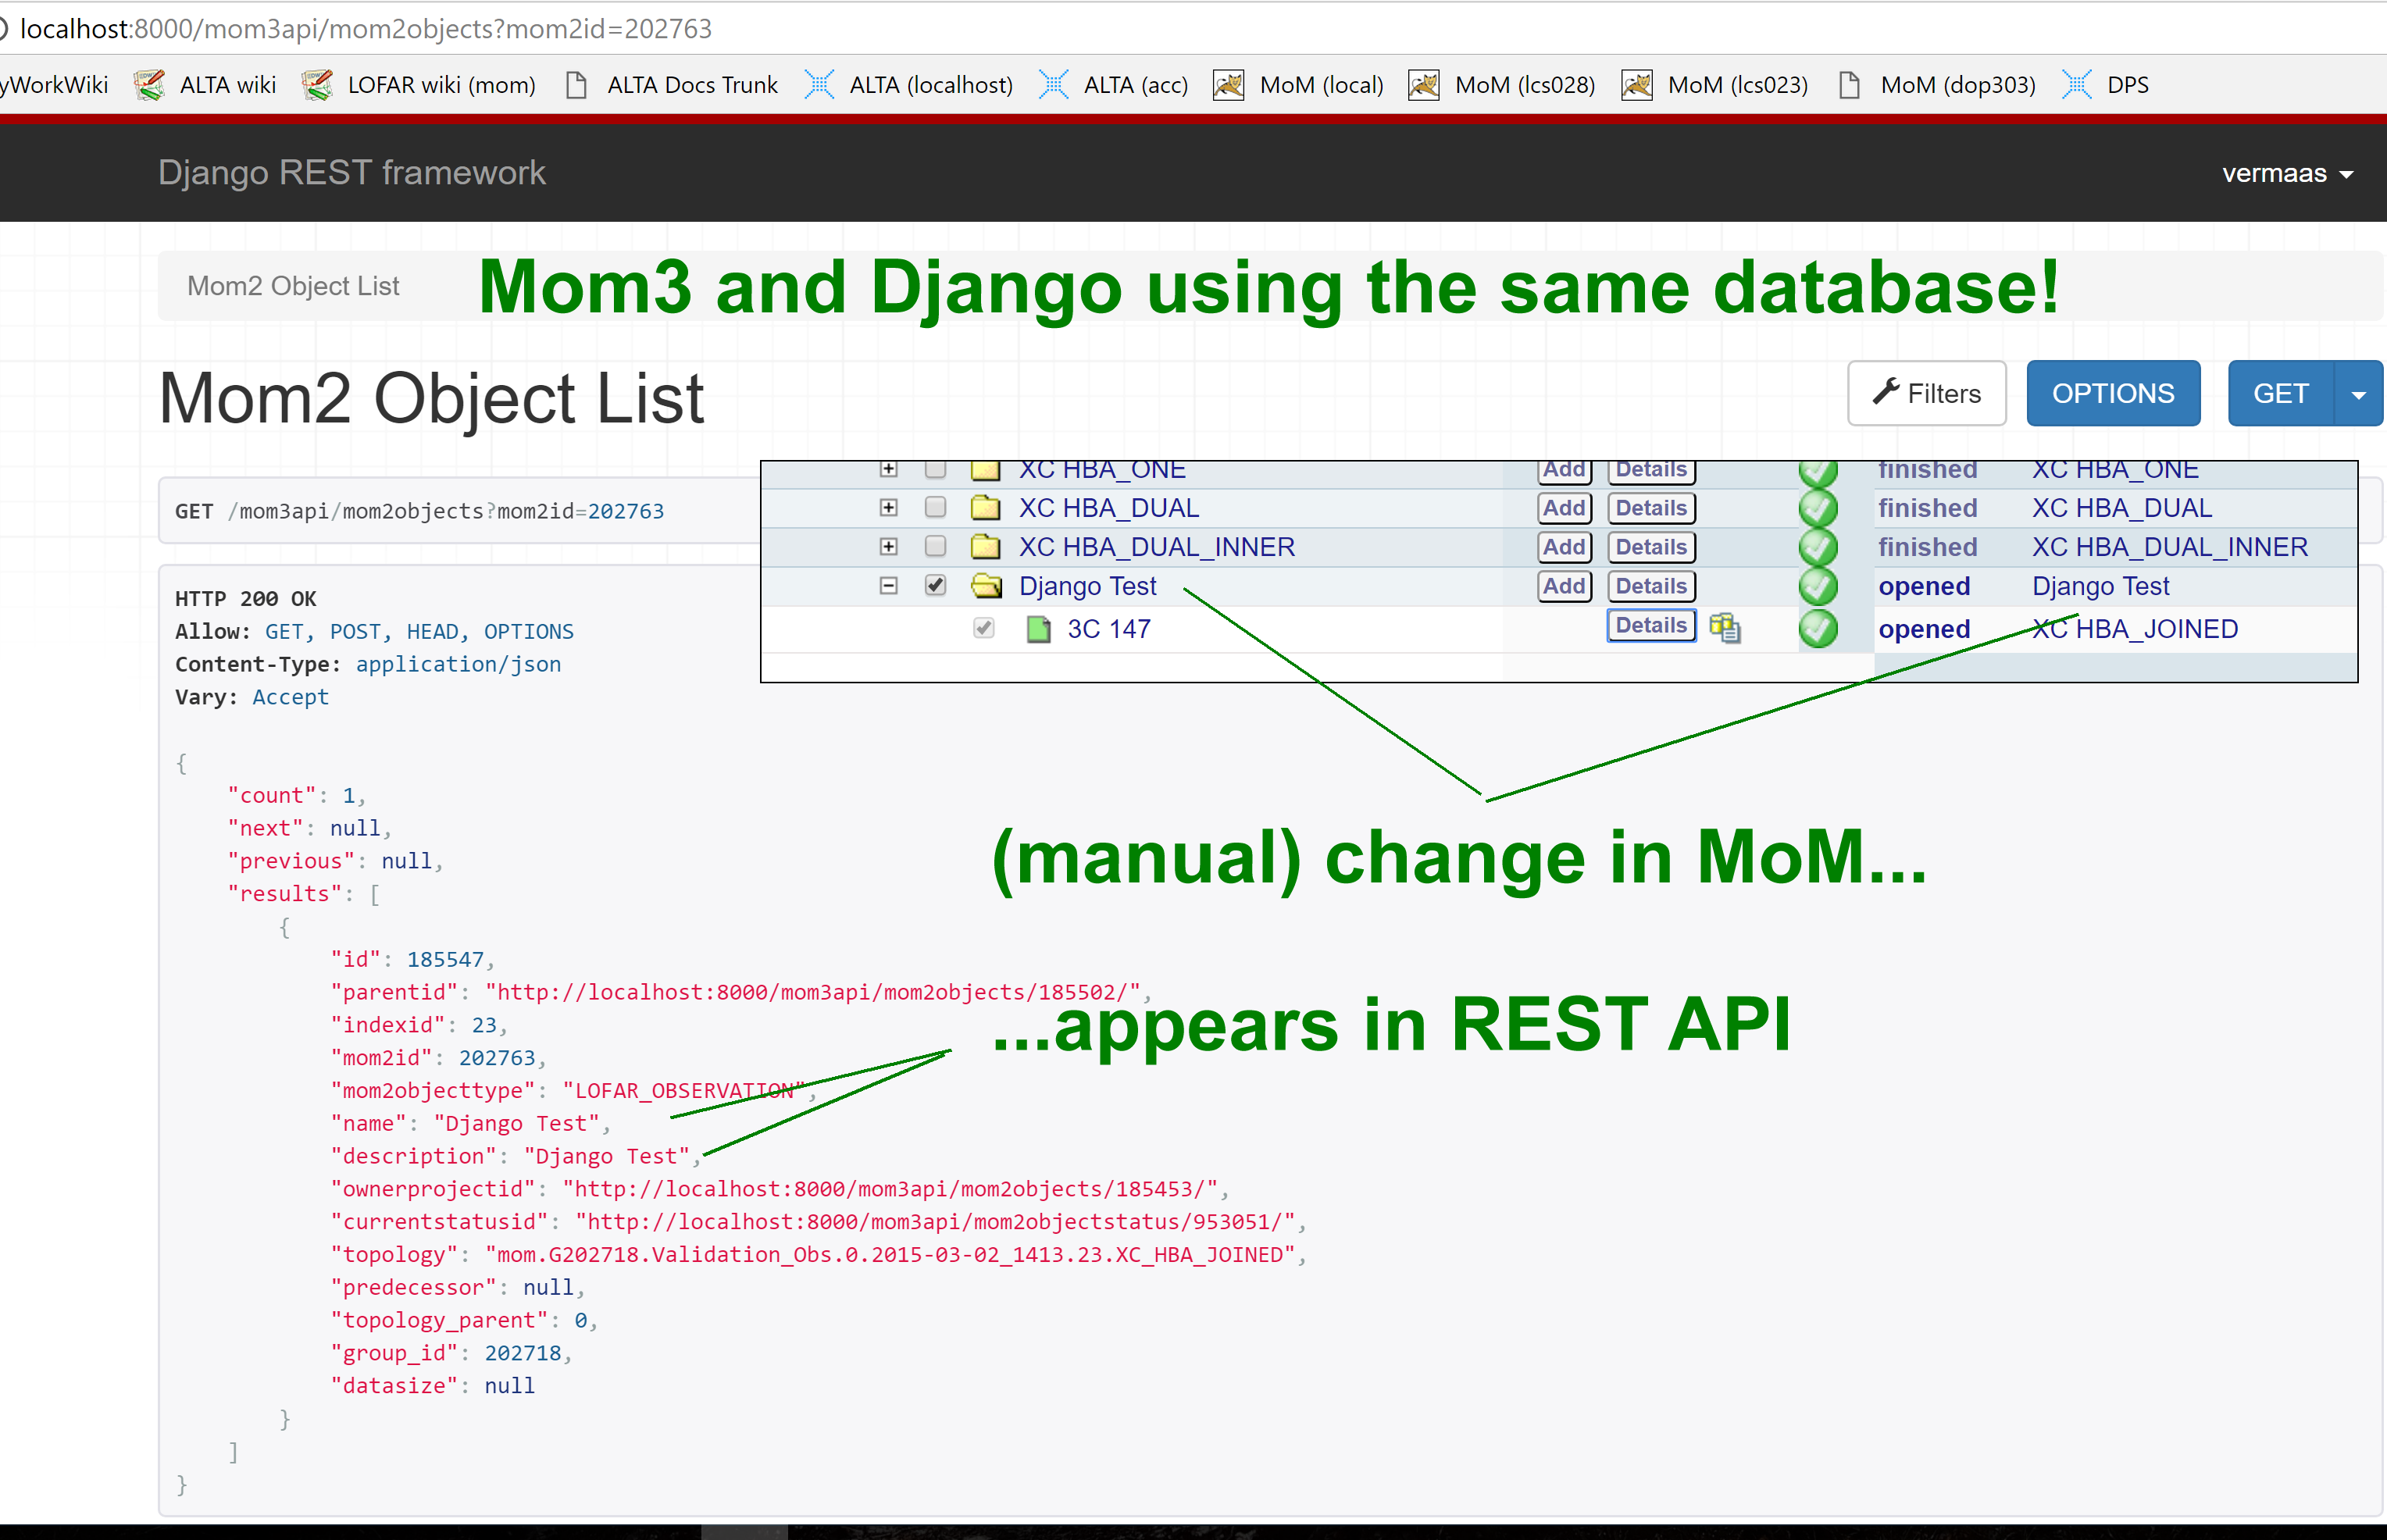 localhost:8000/mom3api/mom2objects?mom2id=202763
yWorkWiki ALTA wiki LOFAR wiki (mom) ALTA Docs Trunk ALTA (localhost) ALTA (acc) MoM (local) MoM (lcs028) MoM (lcs023) MoM (dop303) DPS
Django REST framework vermaas
Mom2 Object List Mom3 and Django using the same database!
Mom2 Object List Filters OPTIONS GET
XC HBA_ONE Add Details finished XC HBA_ONE
XC HBA_DUAL Add Details finished XC HBA_DUAL
XC HBA_DUAL_INNER Add Details finished XC HBA_DUAL_INNER
Django Test Add Details opened Django Test
3C 147 Details opened XC HBA_JOINED
GET /mom3api/mom2objects?mom2id=202763
HTTP 200 OK
Allow: GET, POST, HEAD, OPTIONS
Content-Type: application/json
Vary: Accept
(manual) change in MoM...
...appears in REST API
{
"count": 1,
"next": null,
"previous": null,
"results": [
{
"id": 185547,
"parentid": "http://localhost:8000/mom3api/mom2objects/185502/",
"indexid": 23,
"mom2id": 202763,
"mom2objecttype": "LOFAR_OBSERVATION",
"name": "Django Test",
"description": "Django Test",
"ownerprojectid": "http://localhost:8000/mom3api/mom2objects/185453/",
"currentstatusid": "http://localhost:8000/mom3api/mom2objectstatus/953051/",
"topology": "mom.G202718.Validation_Obs.0.2015-03-02_1413.23.XC_HBA_JOINED",
"predecessor": null,
"topology_parent": 0,
"group_id": 202718,
"datasize": null
}
]
}